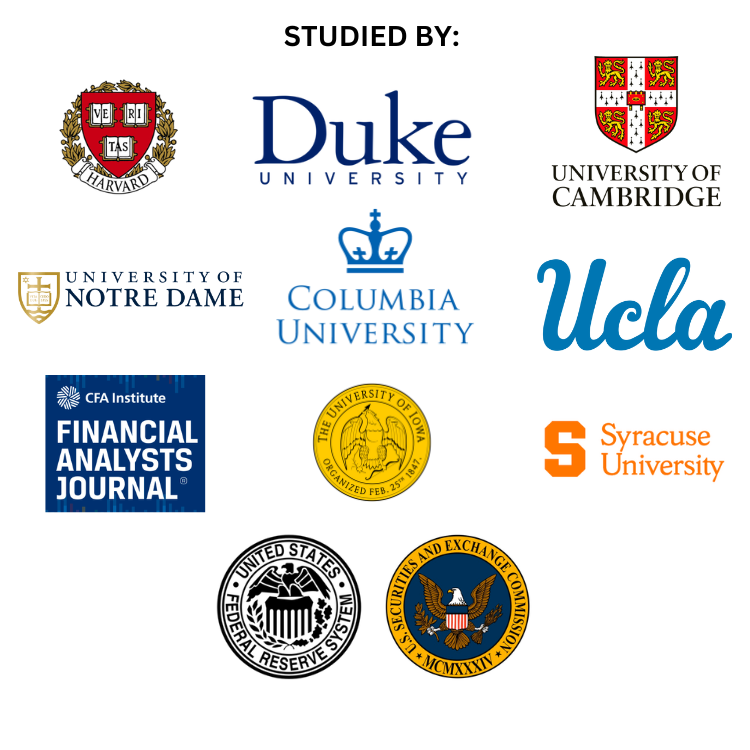 STUDIED BY:
VE RI
TAS
HARVARD
Duke
UNIVERSITY
UNIVERSITY OF
CAMBRIDGE
UNIVERSITY OF
NOTRE DAME
COLUMBIA
UNIVERSITY
Ucla
CFA Institute
FINANCIAL
ANALYSTS
JOURNAL®
THE UNIVERSITY OF IOWA
ORGANIZED FEB. 25TH 1847.
S Syracuse
University
UNITED STATES
FEDERAL RESERVE SYSTEM
U.S. SECURITIES AND EXCHANGE COMMISSION
MCMXXXIV